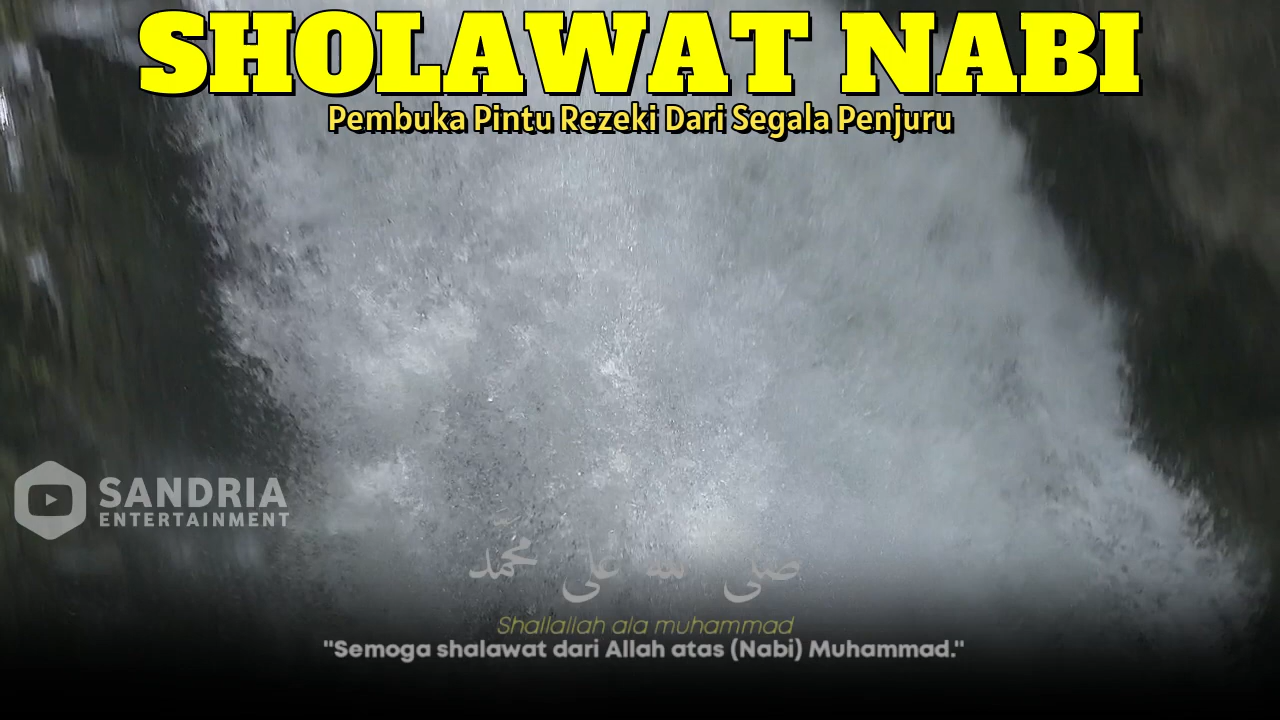 SHOLAWAT NABI
Pembuka Pintu Rezeki Dari Segala Penjuru
SANDRIA
ENTERTAINMENT
صلى الله على محمد
Shallallah ala muhammad
"Semoga shalawat dari Allah atas (Nabi) Muhammad."